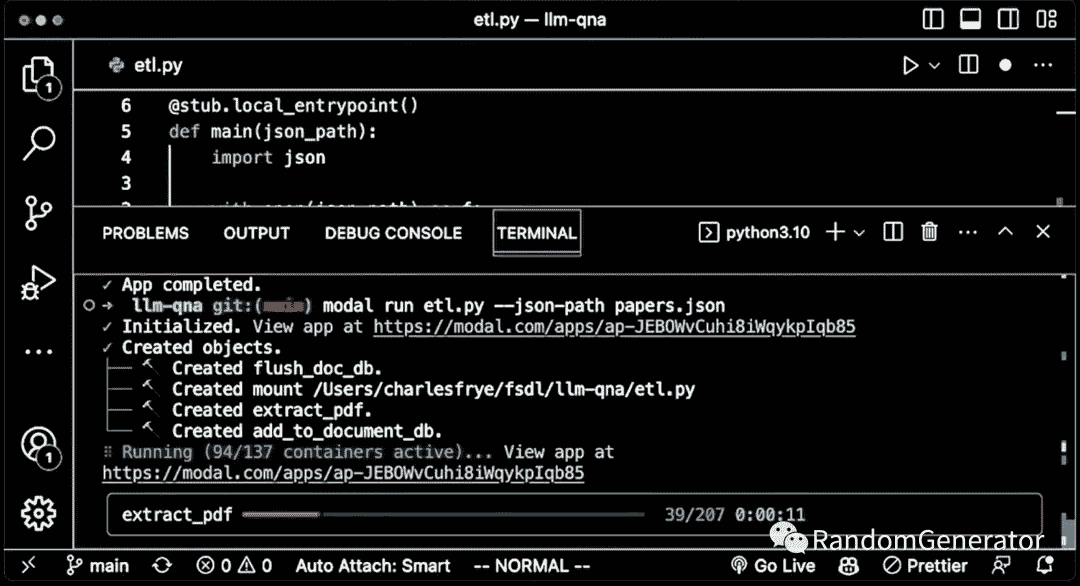 etl.py — llm-qna
etl.py
6 @stub.local_entrypoint()
5 def main(json_path):
4 import json
3
PROBLEMS OUTPUT DEBUG CONSOLE TERMINAL python3.10
✓ App completed.
○ → llm-qna git:(main) modal run etl.py --json-path papers.json
✓ Initialized. View app at https://modal.com/apps/ap-JEBOWvCuhi8iWqykpIqb85
✓ Created objects.
Created flush_doc_db.
Created mount /Users/charlesfrye/fsdl/llm-qna/etl.py
Created extract_pdf.
Created add_to_document_db.
Running (94/137 containers active)... View app at
https://modal.com/apps/ap-JEBOWvCuhi8iWqykpIqb85
extract_pdf 39/207 0:00:11
RandomGenerator
1
1
main 0 0 Auto Attach: Smart -- NORMAL -- Go Live Prettier